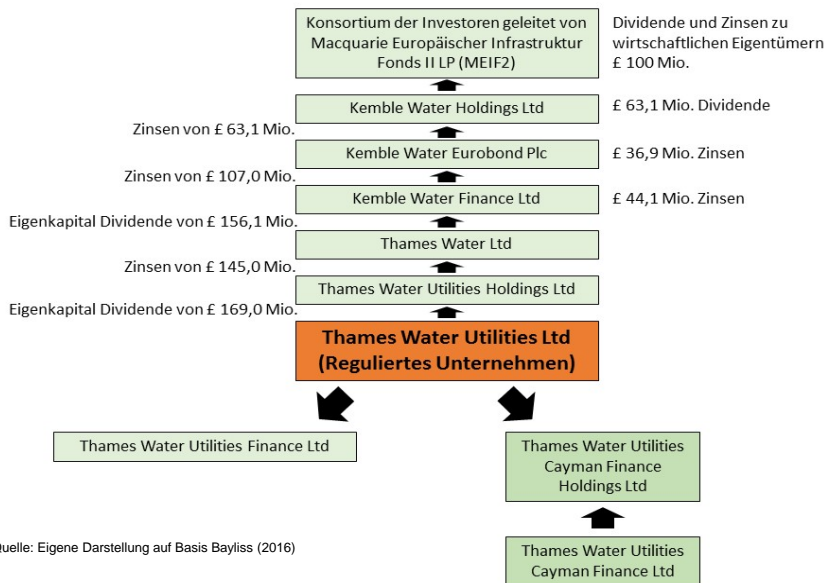 Konsortium der Investoren geleitet von
Macquarie Europäischer Infrastruktur
Fonds II LP (MEIF2)
Dividende und Zinsen zu
wirtschaftlichen Eigentümern
£ 100 Mio.
Kemble Water Holdings Ltd
£ 63,1 Mio. Dividende
Zinsen von £ 63,1 Mio.
Kemble Water Eurobond Plc
£ 36,9 Mio. Zinsen
Zinsen von £ 107,0 Mio.
Kemble Water Finance Ltd
£ 44,1 Mio. Zinsen
Eigenkapital Dividende von £ 156,1 Mio.
Thames Water Ltd
Zinsen von £ 145,0 Mio.
Thames Water Utilities Holdings Ltd
Eigenkapital Dividende von £ 169,0 Mio.
Thames Water Utilities Ltd
(Reguliertes Unternehmen)
Thames Water Utilities Finance Ltd
Thames Water Utilities
Cayman Finance
Holdings Ltd
Quelle: Eigene Darstellung auf Basis Bayliss (2016)
Thames Water Utilities
Cayman Finance Ltd